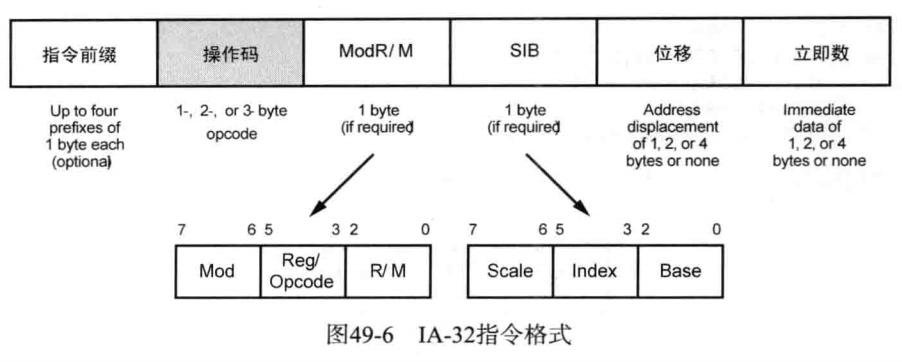 指令前缀 操作码 ModR/ M SIB 位移 立即数
Up to four
prefixes of
1 byte each
(optional)
1-, 2-, or 3- byte
opcode
1 byte
(if required)
1 byte
(if required)
Address
displacement
of 1, 2, or 4
bytes or none
Immediate
data of
1, 2, or 4
bytes or none
7 6 5 3 2 0
Mod
Reg/
Opcode
R/ M
7 6 5 3 2 0
Scale Index Base
图49-6 IA-32指令格式